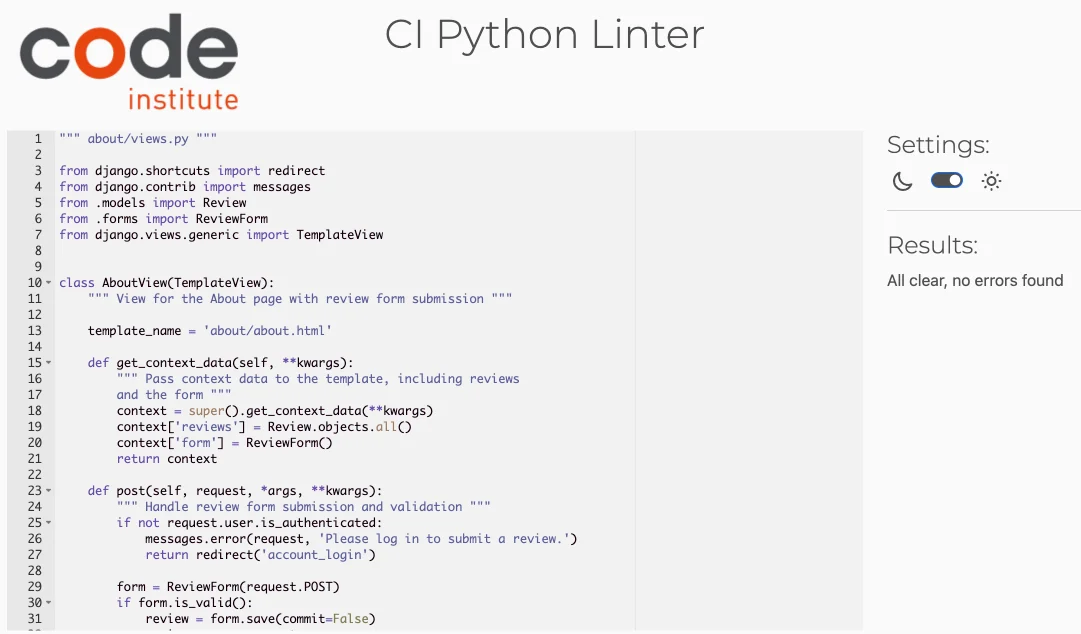 code
institute
CI Python Linter
1 """ about/views.py """
2
3 from django.shortcuts import redirect
4 from django.contrib import messages
5 from .models import Review
6 from .forms import ReviewForm
7 from django.views.generic import TemplateView
8
9
10 class AboutView(TemplateView):
11     """ View for the About page with review form submission """
12
13     template_name = 'about/about.html'
14
15     def get_context_data(self, **kwargs):
16         """ Pass context data to the template, including reviews
17         and the form """
18         context = super().get_context_data(**kwargs)
19         context['reviews'] = Review.objects.all()
20         context['form'] = ReviewForm()
21         return context
22
23     def post(self, request, *args, **kwargs):
24         """ Handle review form submission and validation """
25         if not request.user.is_authenticated:
26             messages.error(request, 'Please log in to submit a review.')
27             return redirect('account_login')
28
29         form = ReviewForm(request.POST)
30         if form.is_valid():
31             review = form.save(commit=False)
Settings:
Results:
All clear, no errors found